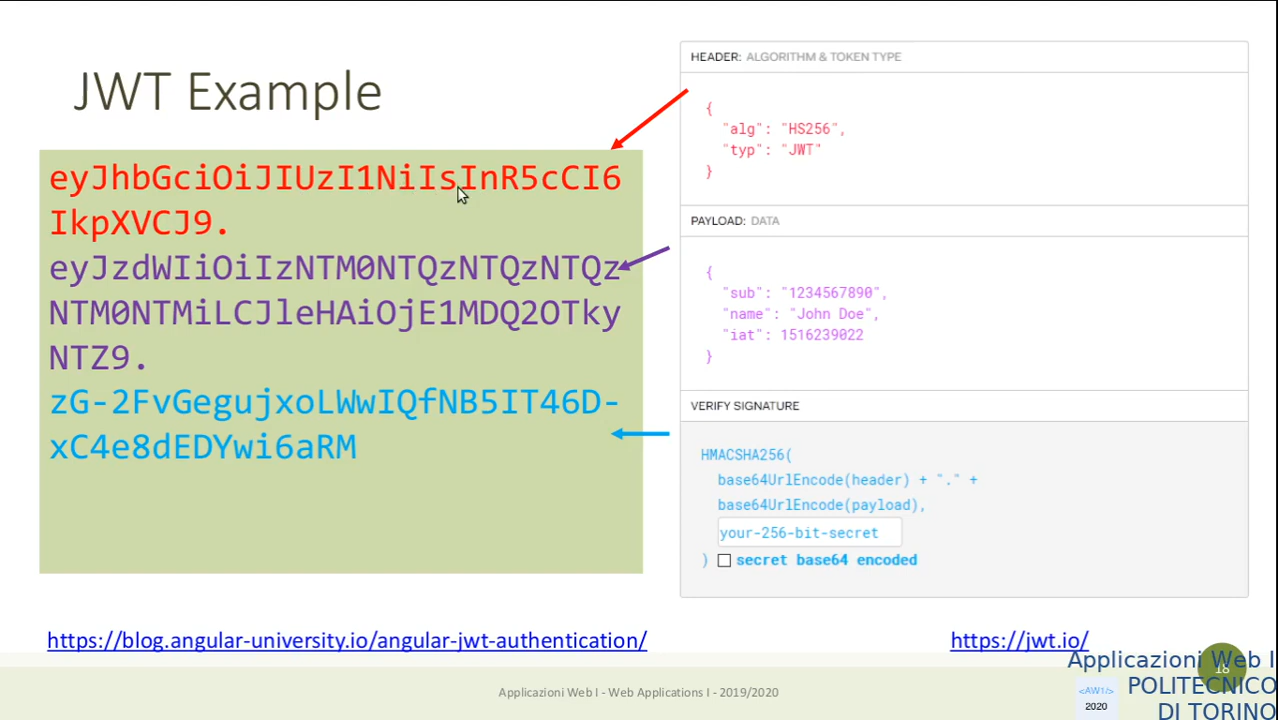 JWT Example
eyJhbGciOiJIUzI1NiIsInR5cCI6
IkpXVCJ9.
eyJzdWIiOiIzNTM0NTQzNTQzNTQz
NTM0NTMiLCJleHAiOjE1MDQ2OTky
NTZ9.
zG-2FvGegujxoLWwIQfNB5IT46D-
xC4e8dEDYwi6aRM
HEADER: ALGORITHM & TOKEN TYPE
{
"alg": "HS256",
"typ": "JWT"
}
PAYLOAD: DATA
{
"sub": "1234567890",
"name": "John Doe",
"iat": 1516239022
}
VERIFY SIGNATURE
HMACSHA256(
base64UrlEncode(header) + "." +
base64UrlEncode(payload),
your-256-bit-secret
) secret base64 encoded
https://blog.angular-university.io/angular-jwt-authentication/
https://jwt.io/
Applicazioni Web I - Web Applications I - 2019/2020
18
Applicazioni Web I
POLITECNICO
DI TORINO
<AW1/>
2020